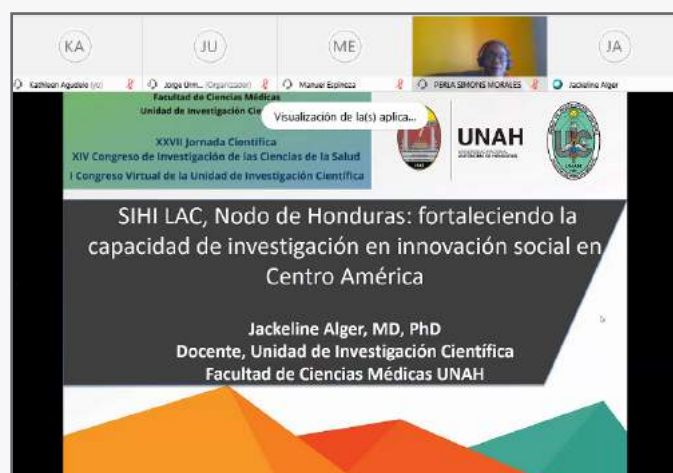 KA
JU
ME
JA
Kathleen Agudelo (yo)
Jorge Urm... (Organizador)
Manuel Espinoza
PERLA SIMONS MORALES
Jackeline Alger
Facultad de Ciencias Médicas
Unidad de Investigación
Visualización de la(s) aplica...
XXVII Jornada Científica
XIV Congreso de Investigación de las Ciencias de la Salud
I Congreso Virtual de la Unidad de Investigación Científica
UNAH
SIHI LAC, Nodo de Honduras: fortaleciendo la
capacidad de investigación en innovación social en
Centro América
Jackeline Alger, MD, PhD
Docente, Unidad de Investigación Científica
Facultad de Ciencias Médicas UNAH